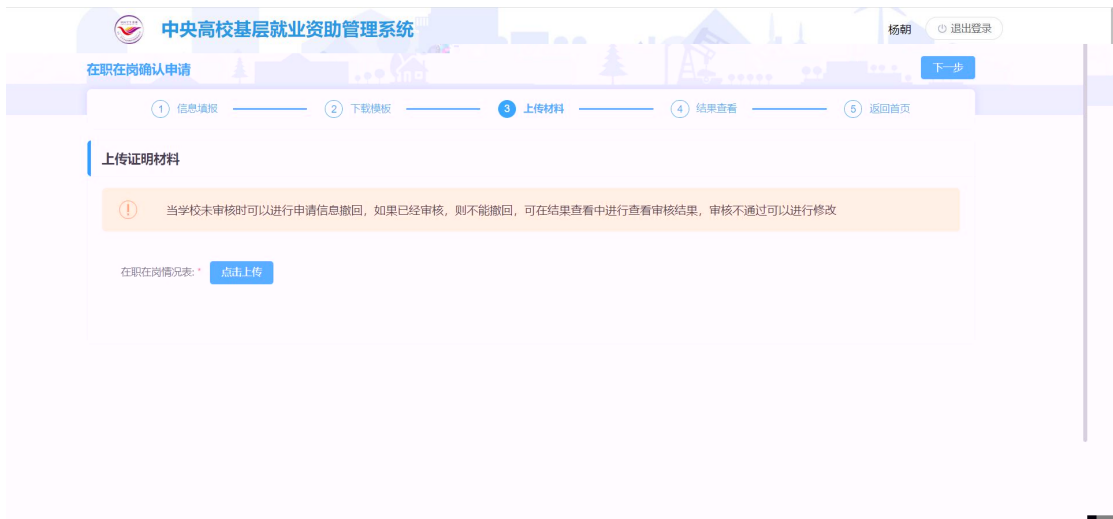 中央高校基层就业资助管理系统
杨朝 退出登录
在职在岗确认申请 下一步
1 信息填报 2 下载模板 3 上传材料 4 结果查看 5 返回首页
上传证明材料
当学校未审核时可以进行申请信息撤回，如果已经审核，则不能撤回，可在结果查看中进行查看审核结果，审核不通过可以进行修改
在职在岗情况表: * 点击上传